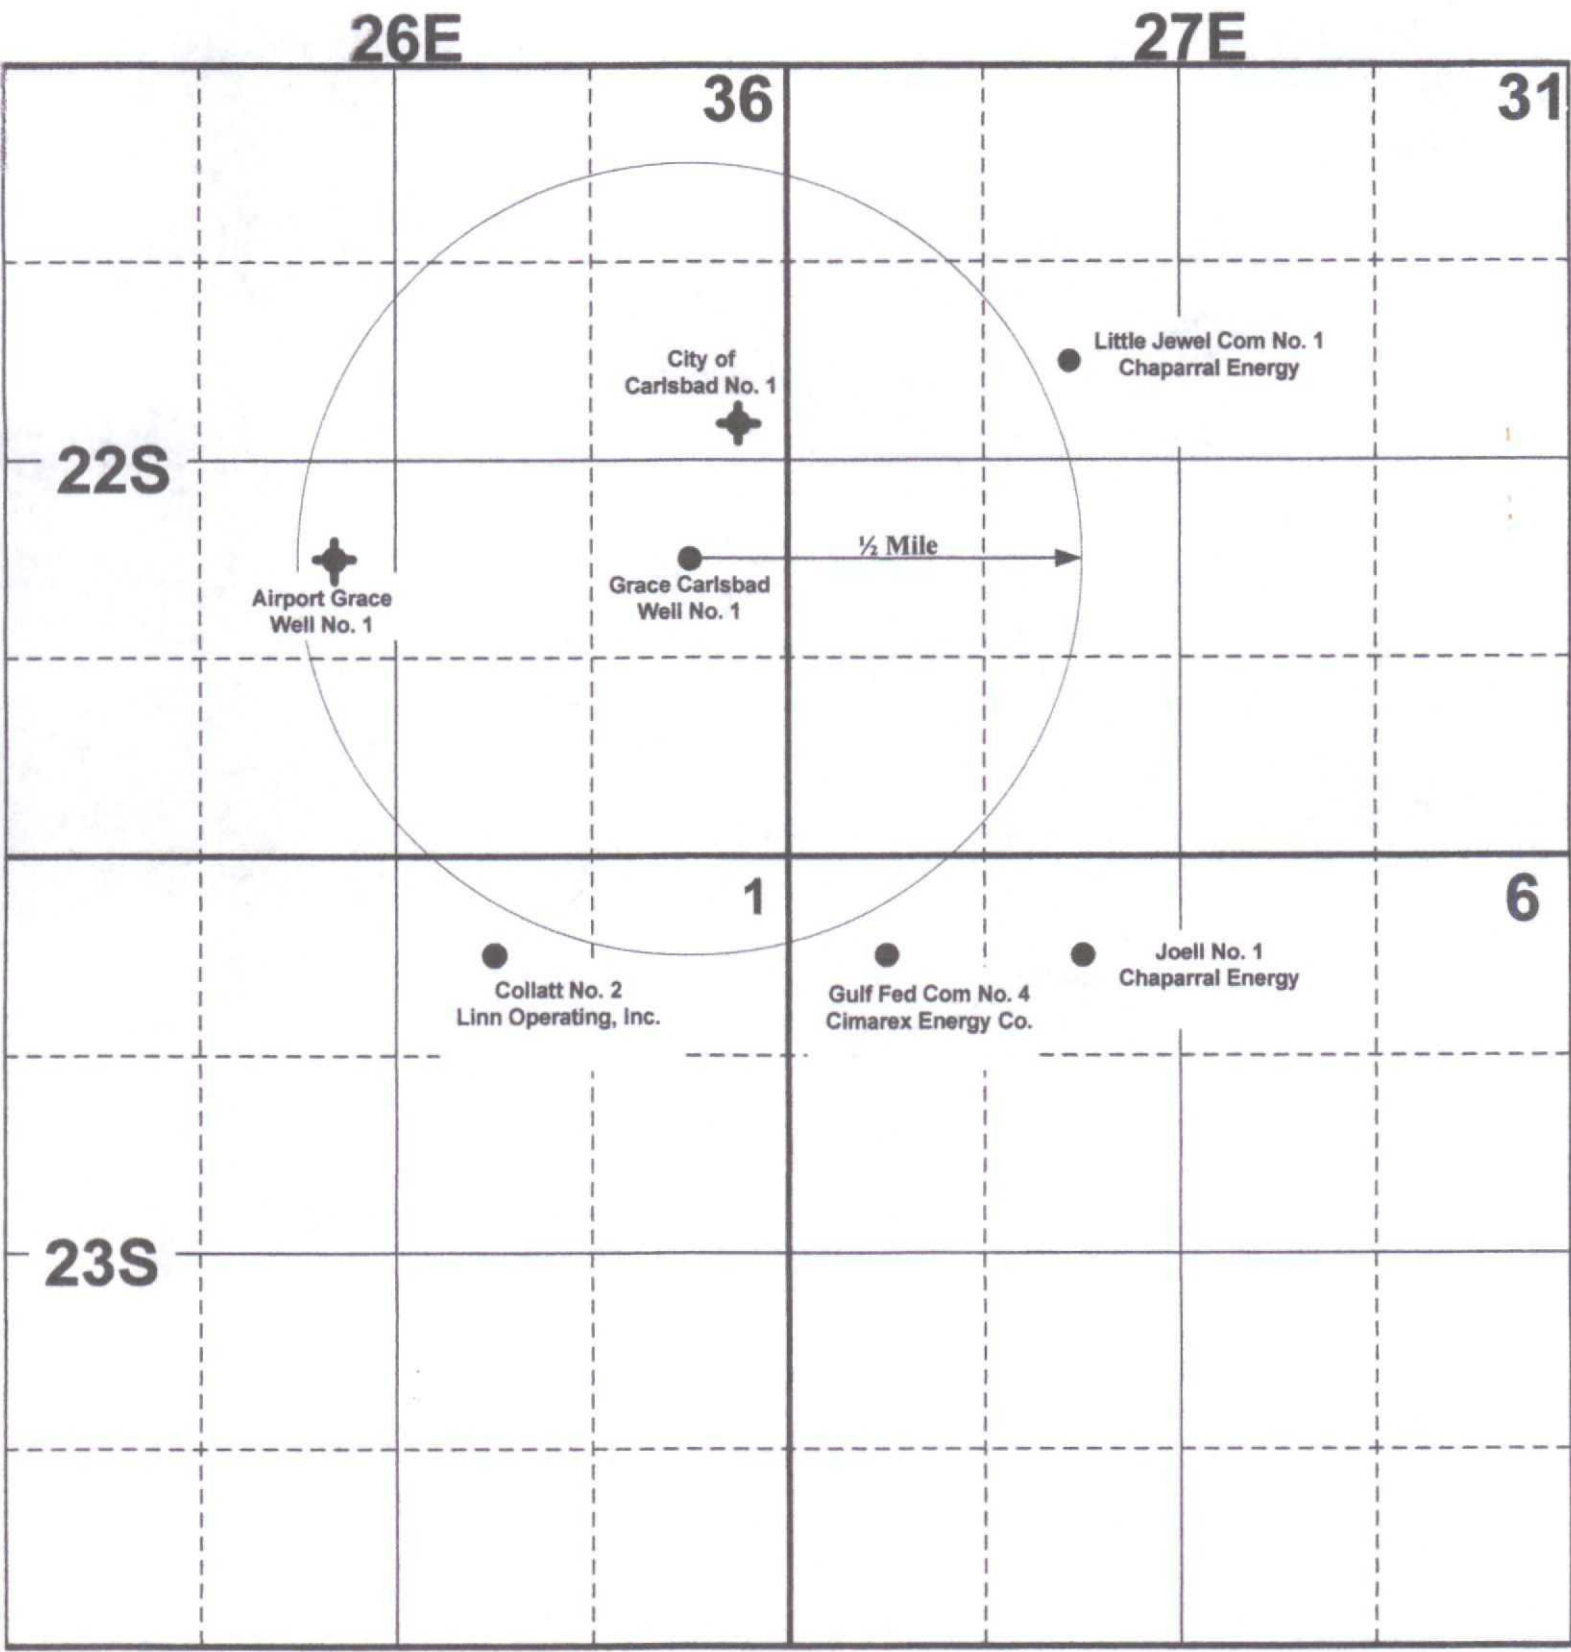 26E
27E
36
31
City of
Carlsbad No. 1
Little Jewel Com No. 1
Chaparral Energy
22S
½ Mile
Airport Grace
Well No. 1
Grace Carlsbad
Well No. 1
1
6
Collatt No. 2
Linn Operating, Inc.
Gulf Fed Com No. 4
Cimarex Energy Co.
Joell No. 1
Chaparral Energy
23S